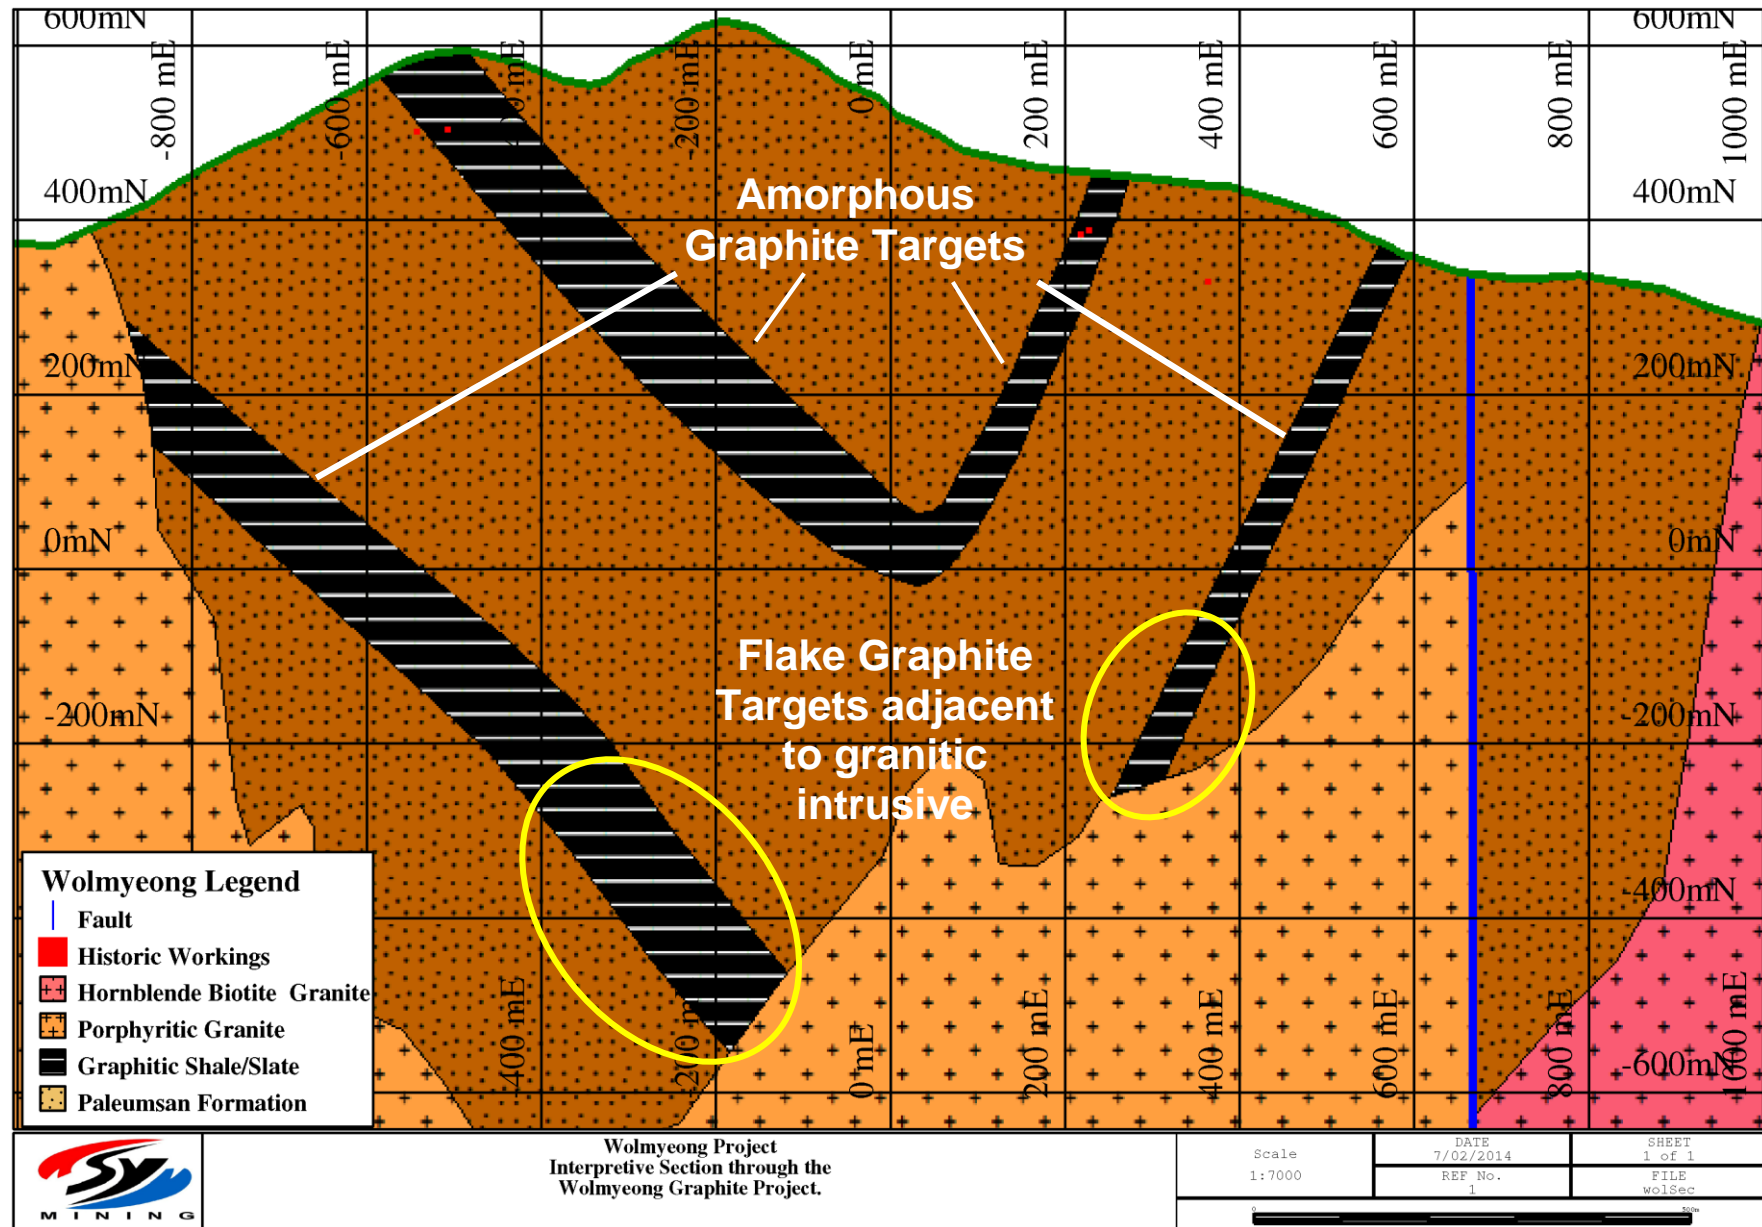 600mN
600mN
-800 mE
-600 mE
-200 mE
0 mE
200 mE
400 mE
600 mE
800 mE
1000 mE
400mN
400mN
Amorphous
Graphite Targets
200mN
200mN
0mN
0mN
Flake Graphite
Targets adjacent
to granitic
intrusive
-200mN
-200mN
-400mN
-600mN
400 mE
200 mE
0 mE
200 mE
400 mE
600 mE
800 mE
1000 mE
Wolmyeong Legend
Fault
Historic Workings
Hornblende Biotite Granite
Porphyritic Granite
Graphitic Shale/Slate
Paleumsan Formation
SY
MINING
Wolmyeong Project
Interpretive Section through the
Wolmyeong Graphite Project.
Scale
1:7000
DATE
7/02/2014
SHEET
1 of 1
REF No.
1
FILE
wolSec
0
500m